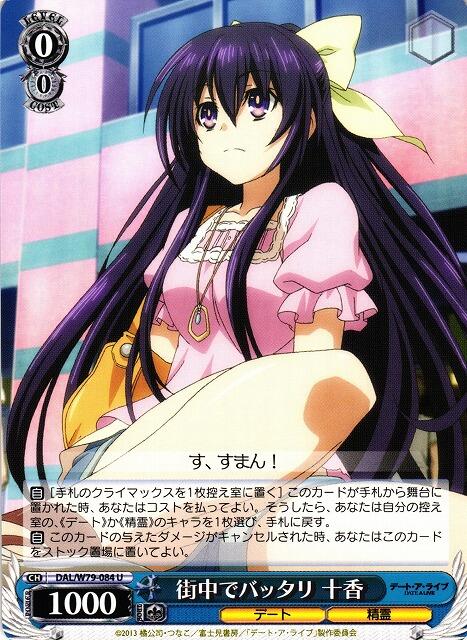 LEVEL
0
0
COST
す、すまん！
自 [手札のクライマックスを1枚控え室に置く] このカードが手札から舞台
に置かれた時、あなたはコストを払ってよい。そうしたら、あなたは自分の控え
室の、《デート》か《精霊》のキャラを1枚選び、手札に戻す。
自 このカードの与えたダメージがキャンセルされた時、あなたはこのカード
をストック置場に置いてよい。
CH DAL/W79-084 U
POWER
1000
街中でバッタリ 十香
デート・ア・ライブ
DATE A LIVE
デート
精霊
©2013 橘公司・つなこ／富士見書房／「デート・ア・ライブ」製作委員会